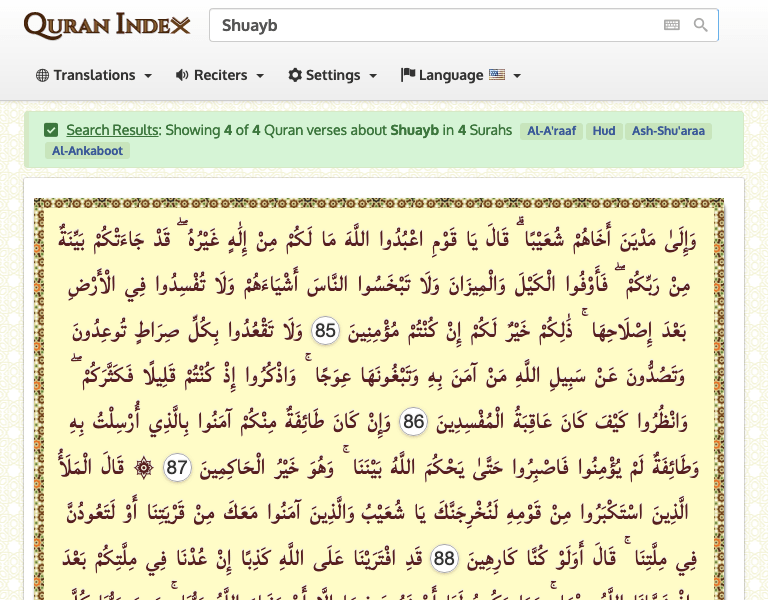 QURAN INDEX
Shuayb
Translations
Reciters
Settings
Language
Search Results: Showing 4 of 4 Quran verses about Shuayb in 4 Surahs Al-A'raaf Hud Ash-Shu'araa
Al-Ankaboot
وَإِلَىٰ مَدْيَنَ أَخَاهُمْ شُعَيْبًا ۗ قَالَ يَا قَوْمِ اعْبُدُوا اللَّهَ مَا لَكُمْ مِنْ إِلَٰهٍ غَيْرُهُ ۖ قَدْ جَاءَتْكُمْ بَيِّنَةٌ
مِنْ رَبِّكُمْ ۖ فَأَوْفُوا الْكَيْلَ وَالْمِيزَانَ وَلَا تَبْخَسُوا النَّاسَ أَشْيَاءَهُمْ وَلَا تُفْسِدُوا فِي الْأَرْضِ
بَعْدَ إِصْلَاحِهَا ۚ ذَٰلِكُمْ خَيْرٌ لَكُمْ إِنْ كُنْتُمْ مُؤْمِنِينَ 85 وَلَا تَقْعُدُوا بِكُلِّ صِرَاطٍ تُوعِدُونَ
وَتَصُدُّونَ عَنْ سَبِيلِ اللَّهِ مَنْ آمَنَ بِهِ وَتَبْغُونَهَا عِوَجًا ۚ وَاذْكُرُوا إِذْ كُنْتُمْ قَلِيلًا فَكَثَّرَكُمْ ۖ
وَانْظُرُوا كَيْفَ كَانَ عَاقِبَةُ الْمُفْسِدِينَ 86 وَإِنْ كَانَ طَائِفَةٌ مِنْكُمْ آمَنُوا بِالَّذِي أُرْسِلْتُ بِهِ
وَطَائِفَةٌ لَمْ يُؤْمِنُوا فَاصْبِرُوا حَتَّىٰ يَحْكُمَ اللَّهُ بَيْنَنَا ۚ وَهُوَ خَيْرُ الْحَاكِمِينَ 87 ۞ قَالَ الْمَلَأُ
الَّذِينَ اسْتَكْبَرُوا مِنْ قَوْمِهِ لَنُخْرِجَنَّكَ يَا شُعَيْبُ وَالَّذِينَ آمَنُوا مَعَكَ مِنْ قَرْيَتِنَا أَوْ لَتَعُودُنَّ
فِي مِلَّتِنَا ۚ قَالَ أَوَلَوْ كُنَّا كَارِهِينَ 88 قَدِ افْتَرَيْنَا عَلَى اللَّهِ كَذِبًا إِنْ عُدْنَا فِي مِلَّتِكُمْ بَعْدَ